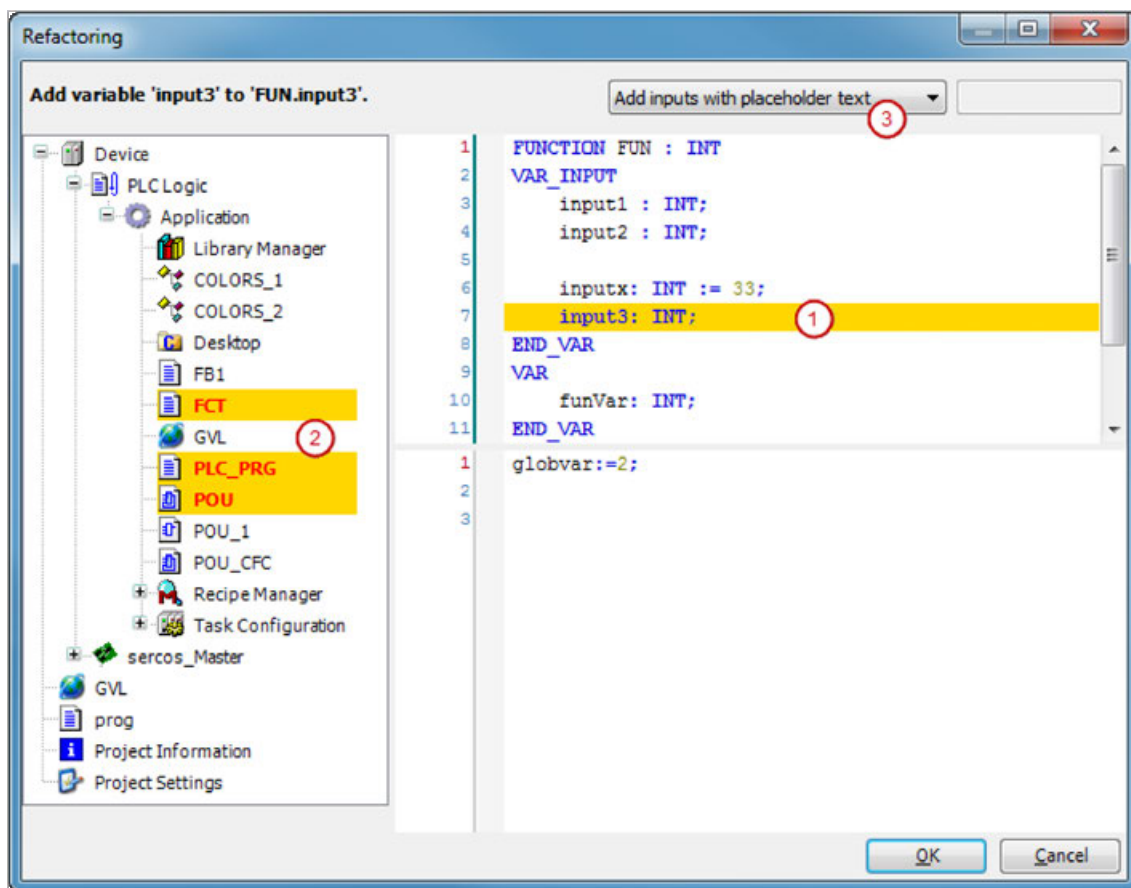 Refactoring
Add variable 'input3' to 'FUN.input3'.
Add inputs with placeholder text
3
Device
PLC Logic
Application
Library Manager
COLORS_1
COLORS_2
Desktop
FB1
FCT
GVL
2
PLC_PRG
POU
POU_1
POU_CFC
Recipe Manager
Task Configuration
sercos_Master
GVL
prog
Project Information
Project Settings
1 FUNCTION FUN : INT
2 VAR_INPUT
3 input1 : INT;
4 input2 : INT;
5
6 inputx: INT := 33;
7 input3: INT; 1
8 END_VAR
9 VAR
10 funVar: INT;
11 END_VAR
1 globvar:=2;
2
3
OK
Cancel